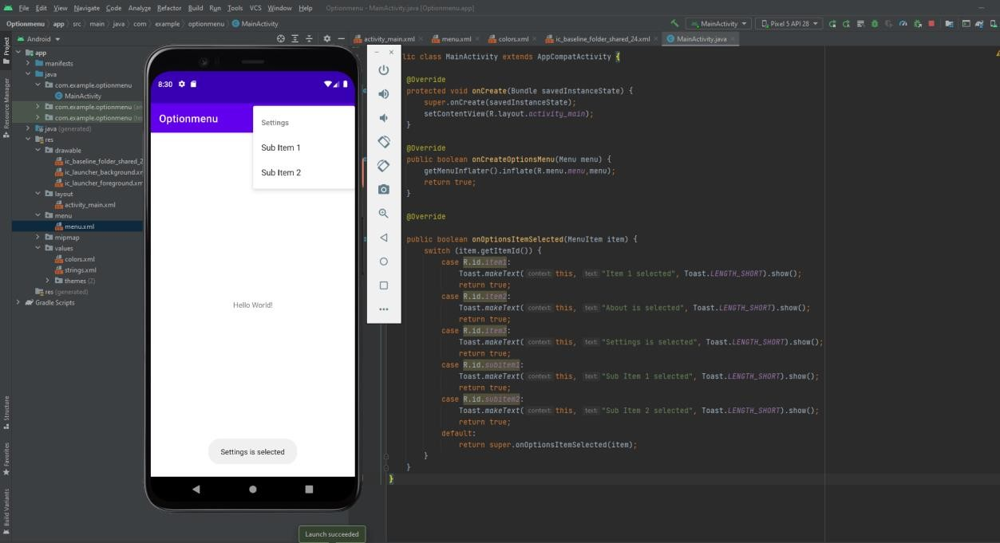 File Edit View Navigate Code Analyze Refactor Build Run Tools VCS Window Help Optionmenu - MainActivity.java [Optionmenu.app]
Optionmenu app src main java com example optionmenu MainActivity
MainActivity Pixel 5 API 28
Android
activity_main.xml menu.xml colors.xml ic_baseline_folder_shared_24.xml MainActivity.java
Project
Resource Manager
Structure
Favorites
Build Variants
app
manifests
java
com.example.optionmenu
MainActivity
com.example.optionmenu
com.example.optionmenu
java (generated)
res
drawable
ic_baseline_folder_shared_2
ic_launcher_background.xr
ic_launcher_foreground.xm
layout
activity_main.xml
menu
menu.xml
mipmap
values
colors.xml
strings.xml
themes (2)
res (generated)
Gradle Scripts
8:30
Optionmenu
Settings
Sub Item 1
Sub Item 2
Hello World!
Settings is selected
Launch succeeded
lic class MainActivity extends AppCompatActivity {
@Override
protected void onCreate(Bundle savedInstanceState) {
super.onCreate(savedInstanceState);
setContentView(R.layout.activity_main);
}
@Override
public boolean onCreateOptionsMenu(Menu menu) {
getMenuInflater().inflate(R.menu.menu,menu);
return true;
}
@Override
public boolean onOptionsItemSelected(MenuItem item) {
switch (item.getItemId()) {
case R.id.item1:
Toast.makeText( context: this, text: "Item 1 selected", Toast.LENGTH_SHORT).show();
return true;
case R.id.item2:
Toast.makeText( context: this, text: "About is selected", Toast.LENGTH_SHORT).show();
return true;
case R.id.item3:
Toast.makeText( context: this, text: "Settings is selected", Toast.LENGTH_SHORT).show();
return true;
case R.id.subitem1:
Toast.makeText( context: this, text: "Sub Item 1 selected", Toast.LENGTH_SHORT).show();
return true;
case R.id.subitem2:
Toast.makeText( context: this, text: "Sub Item 2 selected", Toast.LENGTH_SHORT).show();
return true;
default:
return super.onOptionsItemSelected(item);
}
}
}